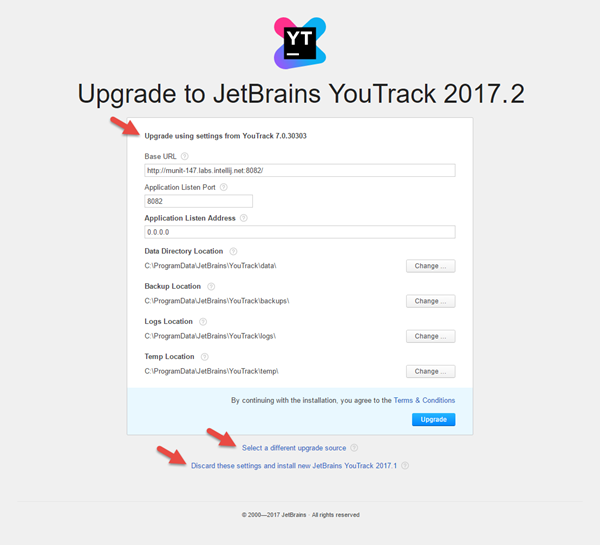 YT
Upgrade to JetBrains YouTrack 2017.2
Upgrade using settings from YouTrack 7.0.30303
Base URL ?
http://munit-147.labs.intellij.net:8082/
Application Listen Port ?
8082
Application Listen Address ?
0.0.0.0
Data Directory Location ?
C:\ProgramData\JetBrains\YouTrack\data\ Change ...
Backup Location ?
C:\ProgramData\JetBrains\YouTrack\backups\ Change ...
Logs Location ?
C:\ProgramData\JetBrains\YouTrack\logs\ Change ...
Temp Location ?
C:\ProgramData\JetBrains\YouTrack\temp\ Change ...
By continuing with the installation, you agree to the Terms & Conditions
Upgrade
Select a different upgrade source ?
Discard these settings and install new JetBrains YouTrack 2017.1 ?
© 2000—2017 JetBrains · All rights reserved